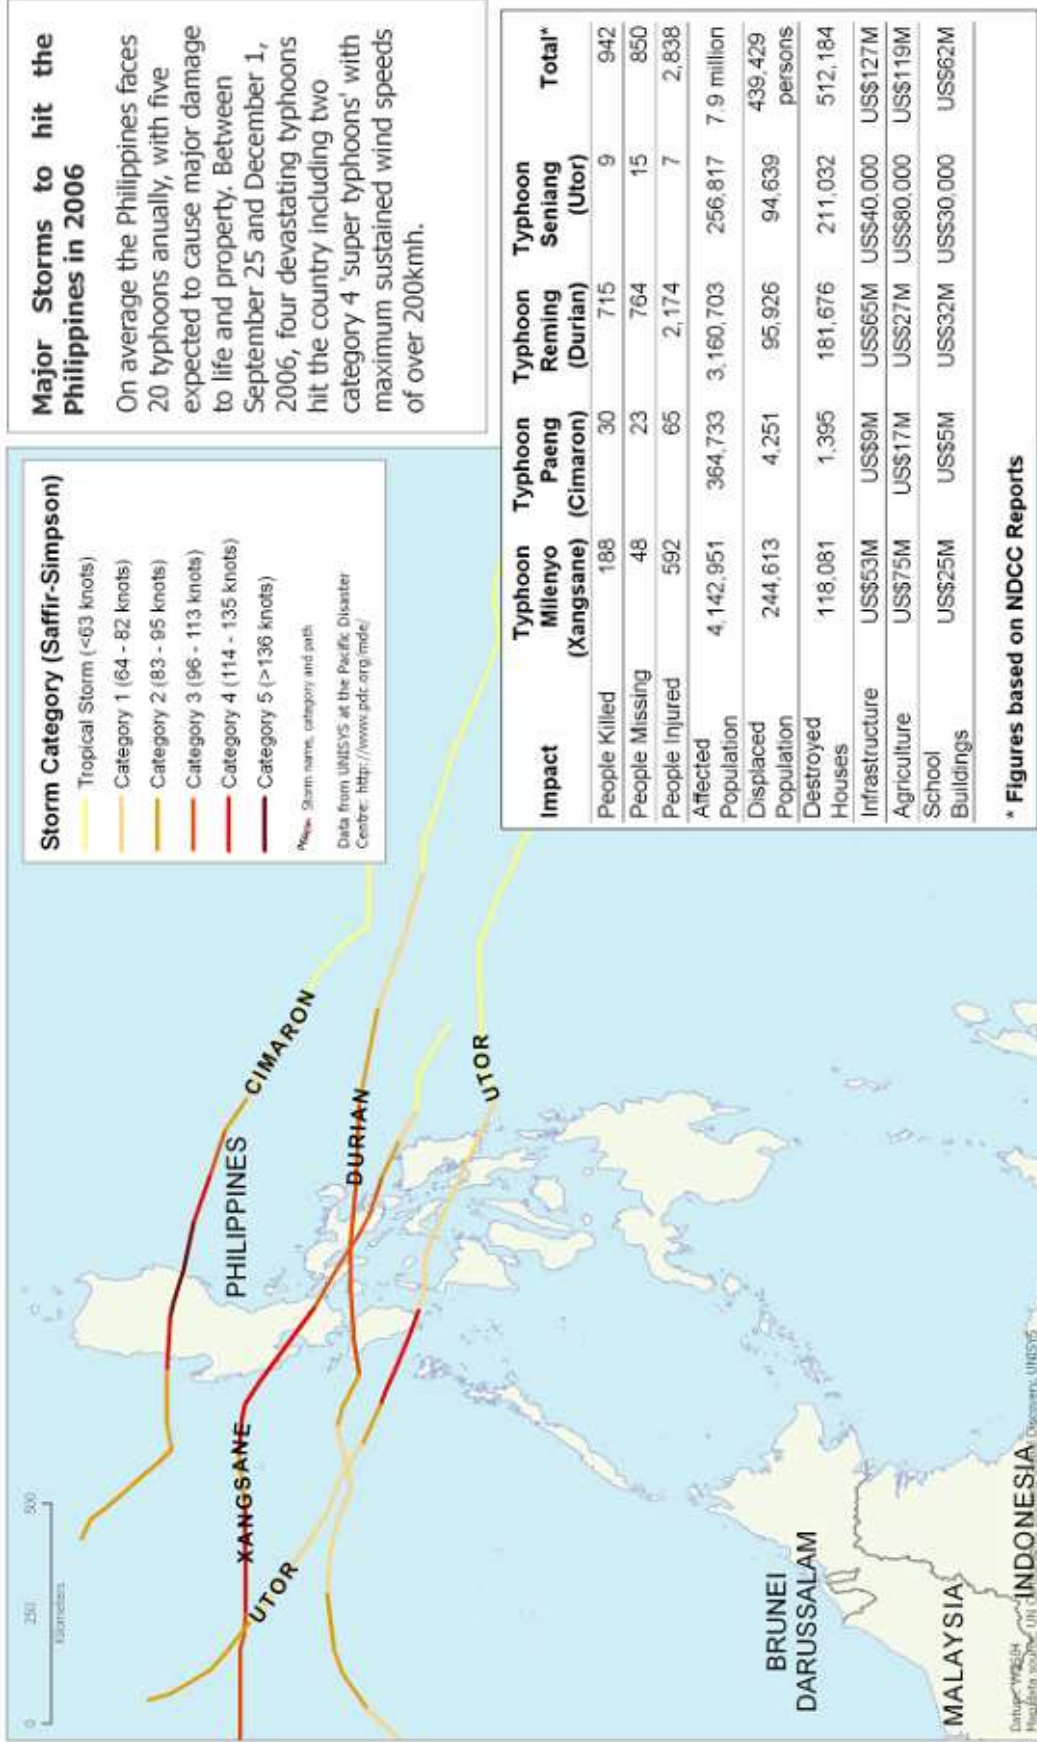 Major Storms to hit the
Philippines in 2006
On average the Philippines faces
20 typhoons annually, with five
expected to cause major damage
to life and property. Between
September 25 and December 1,
2006, four devastating typhoons
hit the country including two
category 4 'super typhoons' with
maximum sustained wind speeds
of over 200kmh.
Storm Category (Saffir-Simpson)
Tropical Storm (<63 knots)
Category 1 (64 - 82 knots)
Category 2 (83 - 95 knots)
Category 3 (96 - 113 knots)
Category 4 (114 - 135 knots)
Category 5 (>136 knots)
Storm name, category and path
Data from UNISYS at the Pacific Disaster
Centre: http://www.pdc.org/mde/
0 250 500
Kilometers
CIMARON
PHILIPPINES
DURIAN
XANGSANE
UTOR
UTOR
BRUNEI
DARUSSALAM
MALAYSIA
INDONESIA
Impact Typhoon Milenyo (Xangsane) Typhoon Paeng (Cimaron) Typhoon Reming (Durian) Typhoon Seniang (Utor) Total*
People Killed 188 30 715 9 942
People Missing 48 23 764 15 850
People Injured 592 65 2,174 7 2,838
Affected Population 4,142,951 364,733 3,160,703 256,817 7.9 million
Displaced Population 244,613 4,251 95,926 94,639 439,429 persons
Destroyed Houses 118,081 1,395 181,676 211,032 512,184
Infrastructure US$53M US$9M US$65M US$40,000 US$127M
Agriculture US$75M US$17M US$27M US$80,000 US$119M
School Buildings US$25M US$5M US$32M US$30,000 US$62M
* Figures based on NDCC Reports